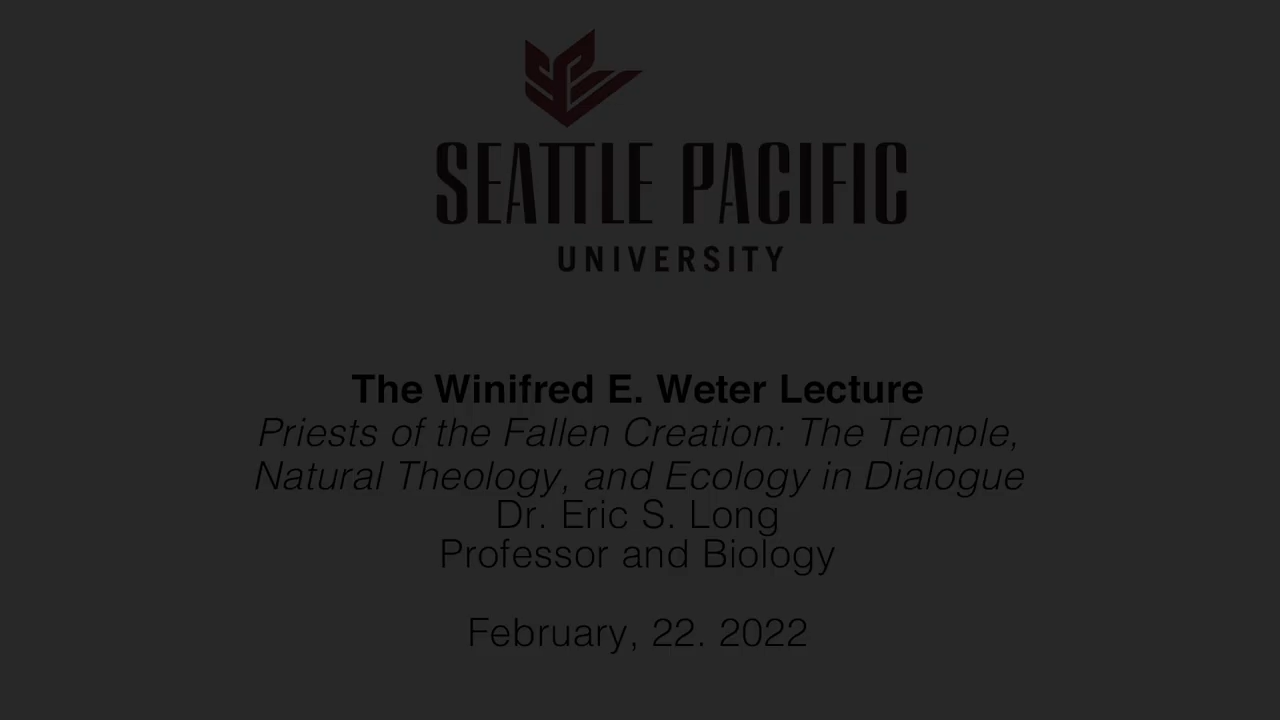 SEATTLE PACIFIC
UNIVERSITY
The Winifred E. Weter Lecture
Priests of the Fallen Creation: The Temple,
Natural Theology, and Ecology in Dialogue
Dr. Eric S. Long
Professor and Biology
February, 22. 2022